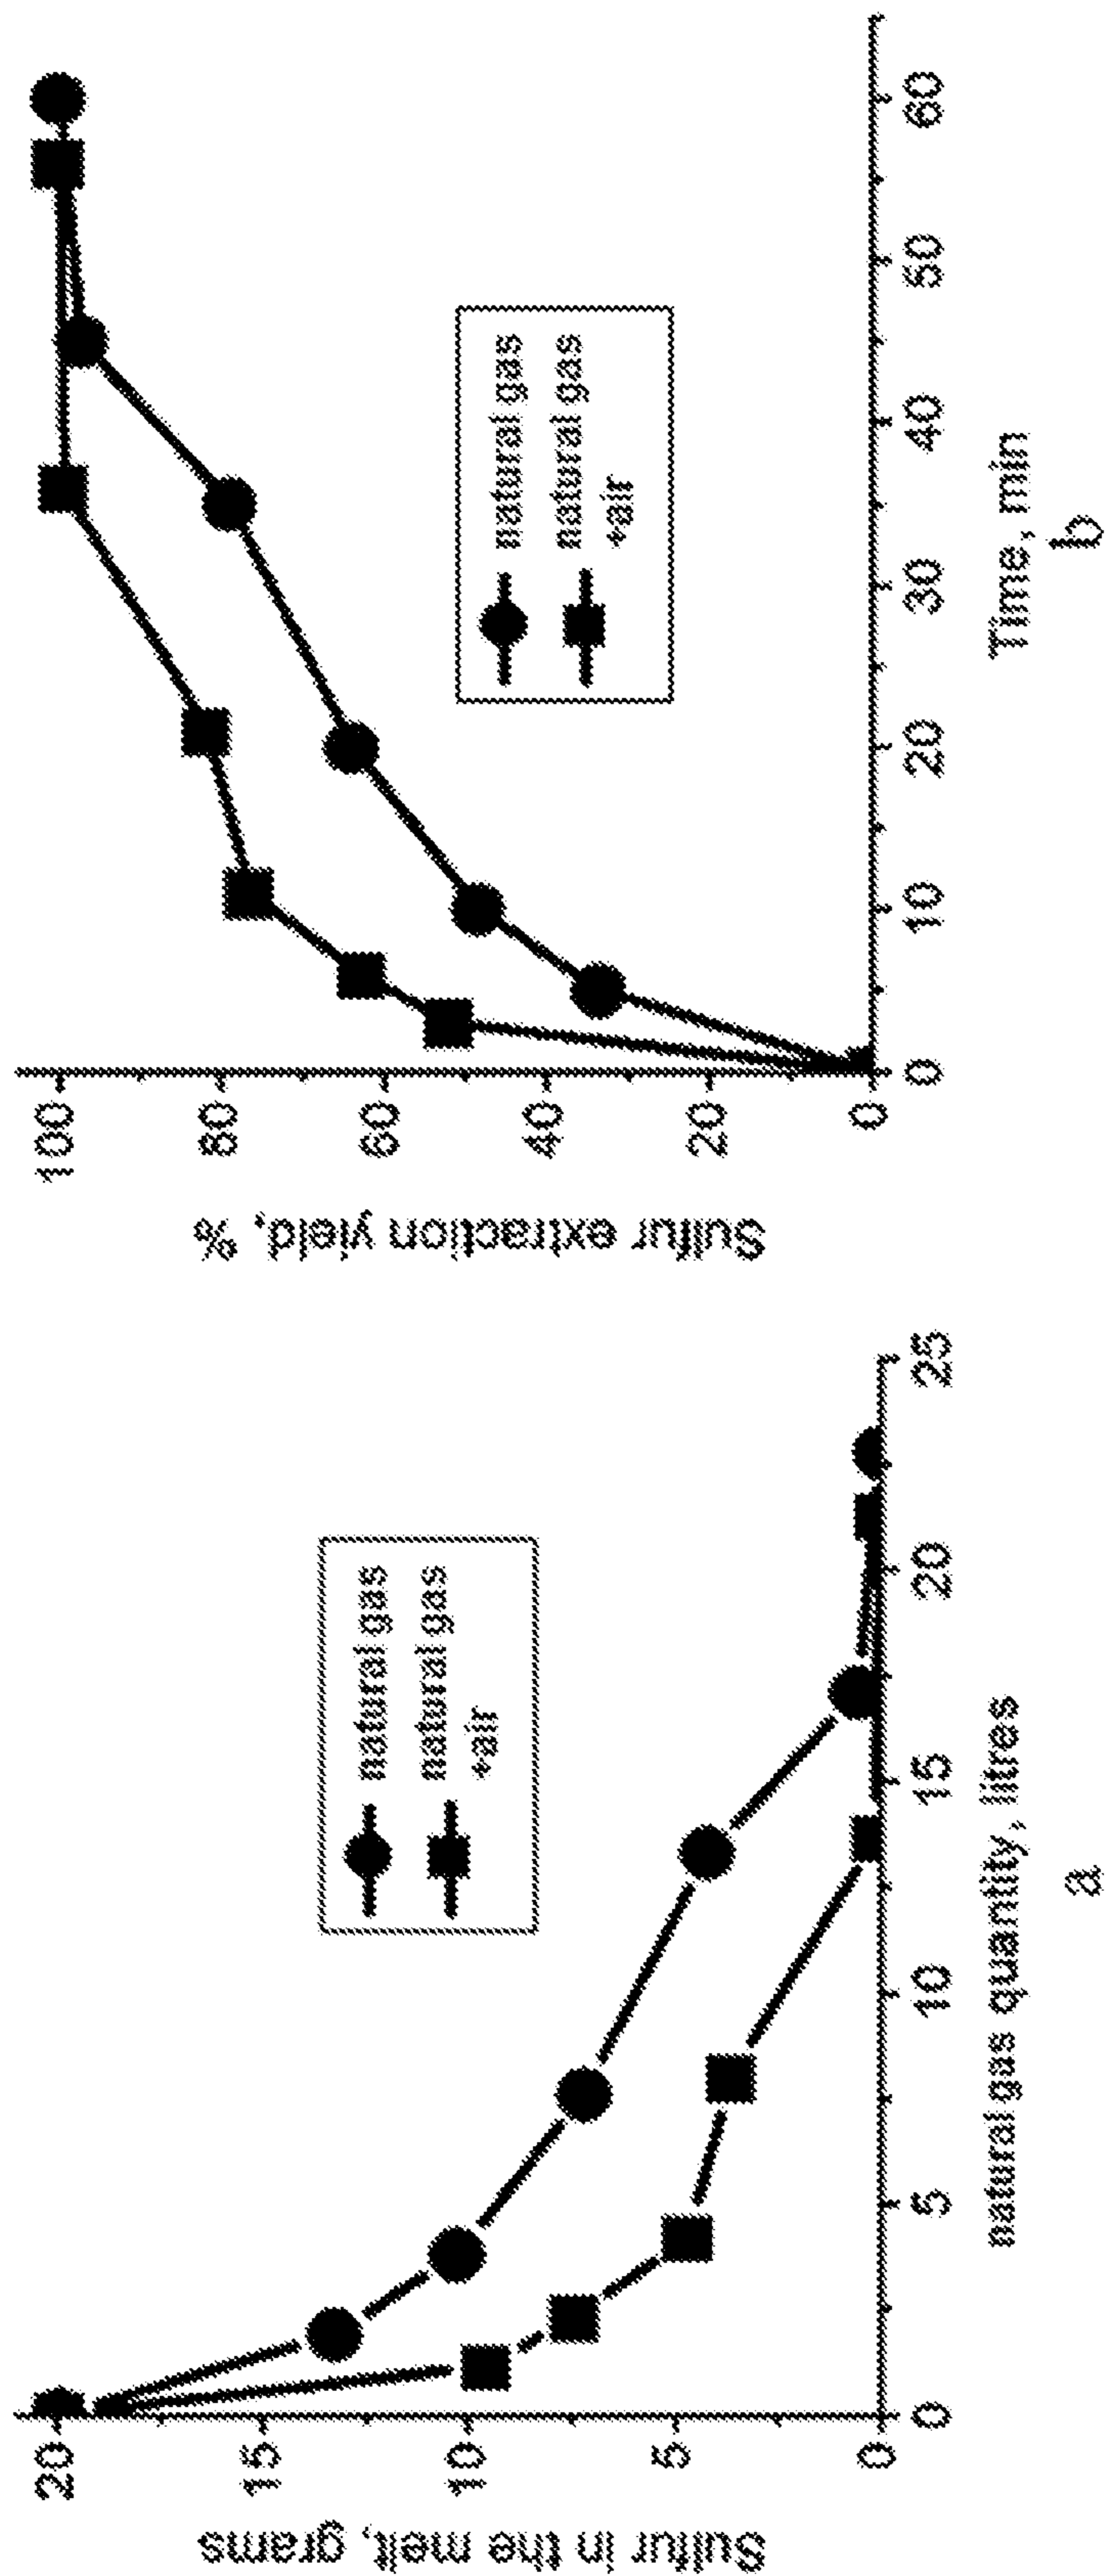 Sulfur in the melt, grams
20
15
10
5
0
0
5
10
15
20
25
natural gas quantity, litres
natural gas
natural gas
+air
a
Sulfur extraction yield, %
100
80
60
40
20
0
0
10
20
30
40
50
60
Time, min
natural gas
natural gas
+air
b